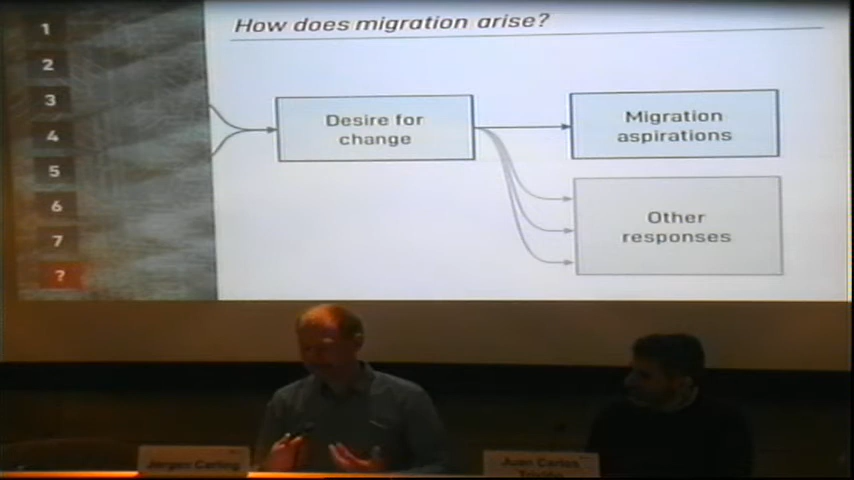 How does migration arise?
1
2
3
4
5
6
7
?
Desire for
change
Migration
aspirations
Other
responses
Jørgen Carling
Juan Carlos